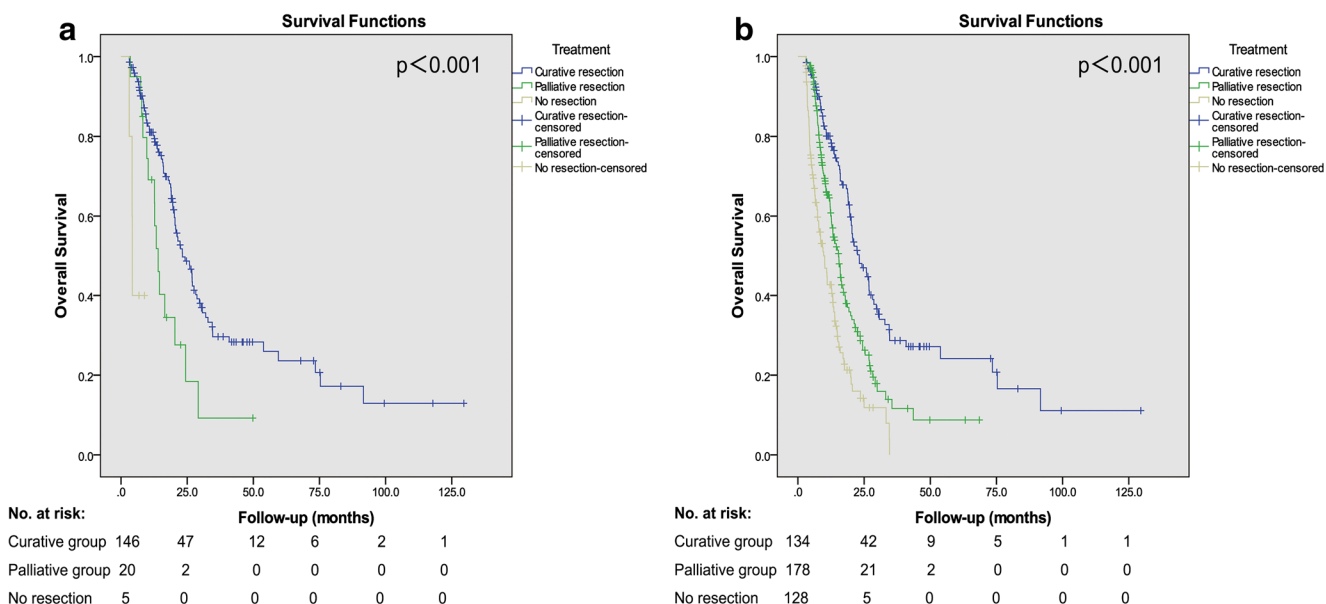 a
Survival Functions
p<0.001
Overall Survival
1.0
0.8
0.6
0.4
0.2
0.0
.0 25.0 50.0 75.0 100.0 125.0
Follow-up (months)
Treatment
Curative resection
Palliative resection
No resection
Curative resection-
censored
Palliative resection-
censored
No resection-censored
No. at risk:
Curative group 146 47 12 6 2 1
Palliative group 20 2 0 0 0 0
No resection 5 0 0 0 0 0
b
Survival Functions
p<0.001
Overall Survival
1.0
0.8
0.6
0.4
0.2
0.0
.0 25.0 50.0 75.0 100.0 125.0
Follow-up (months)
Treatment
Curative resection
Palliative resection
No resection
Curative resection-
censored
Palliative resection-
censored
No resection-censored
No. at risk:
Curative group 134 42 9 5 1 1
Palliative group 178 21 2 0 0 0
No resection 128 5 0 0 0 0